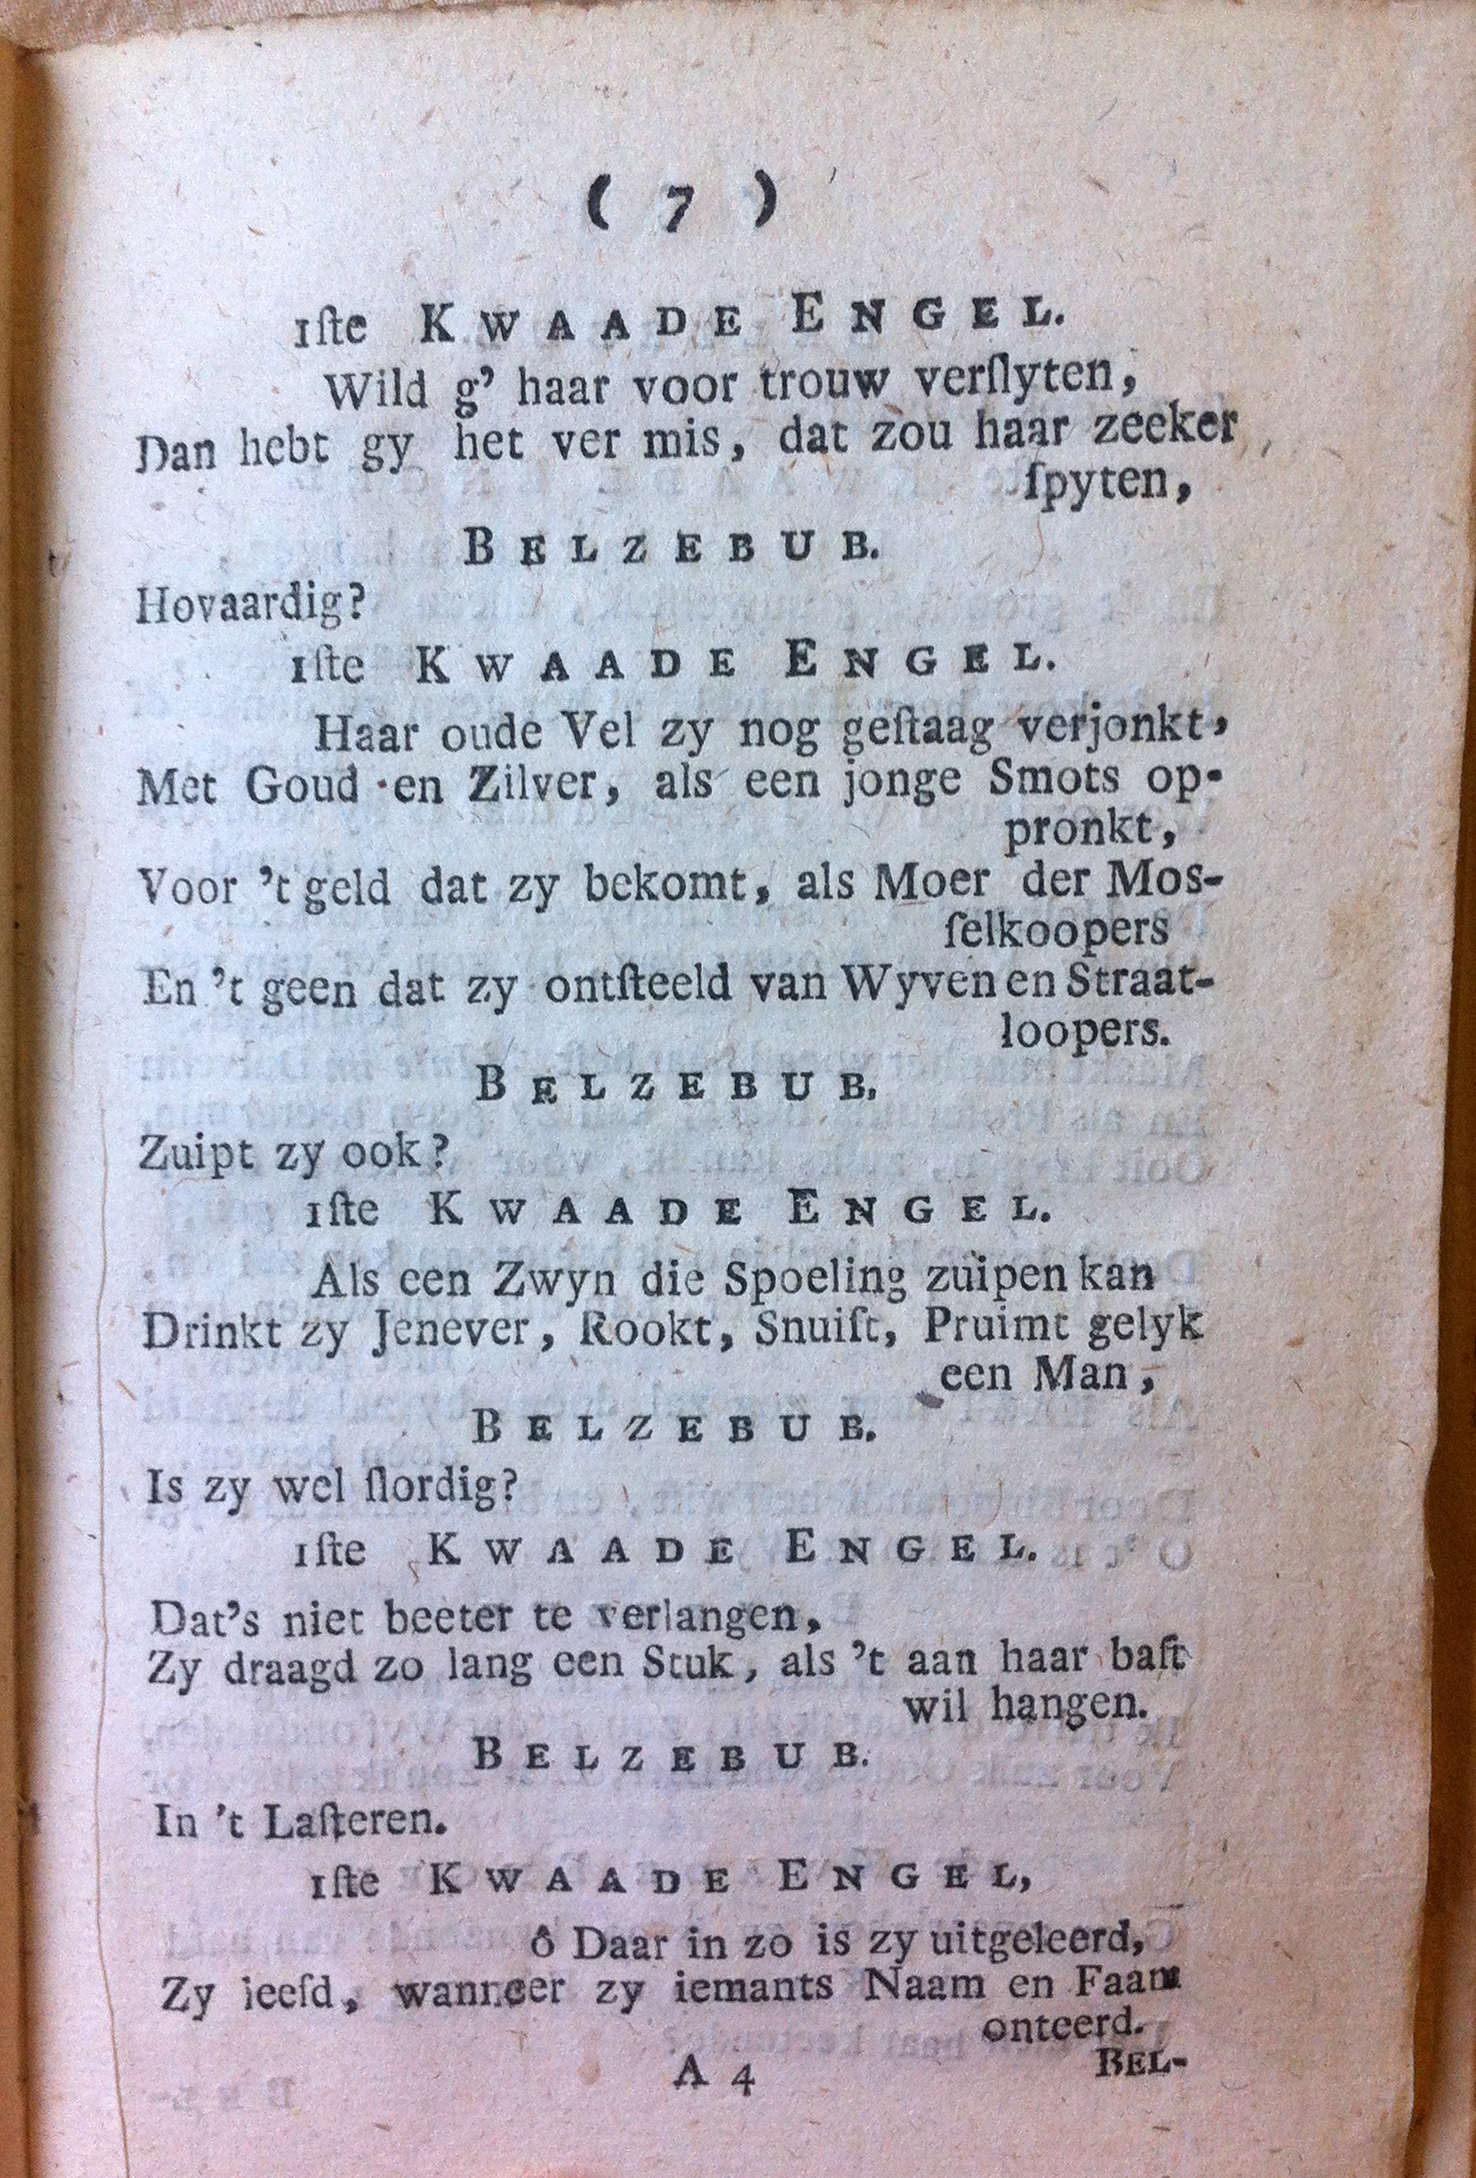 ( 7 )
1ſte KWAADE ENGEL.
Wild g’ haar voor trouw verſlyten,
Dan hebt gy het ver mis, dat zou haar zeeker
ſpyten,
BELZEBUB.
Hovaardig?
1ſte KWAADE ENGEL.
Haar oude Vel zy nog geſtaag verjonkt,
Met Goud en Zilver, als een jonge Smots op-
pronkt,
Voor ’t geld dat zy bekomt, als Moer der Mos-
ſelkoopers
En ’t geen dat zy ontſteeld van Wyven en Straat-
loopers.
BELZEBUB.
Zuipt zy ook?
1ſte KWAADE ENGEL.
Als een Zwyn die Spoeling zuipen kan
Drinkt zy Jenever, Rookt, Snuift, Pruimt gelyk
een Man,
BELZEBUB.
Is zy wel ſlordig?
1ſte KWAADE ENGEL.
Dat’s niet beeter te verlangen,
Zy draagd zo lang een Stuk, als ’t aan haar baſt
wil hangen.
BELZEBUB.
In ’t Laſteren.
1ſte KWAADE ENGEL,
ô Daar in zo is zy uitgeleerd,
Zy leefd, wanneer zy iemants Naam en Faam
onteerd.
A 4 BEL-